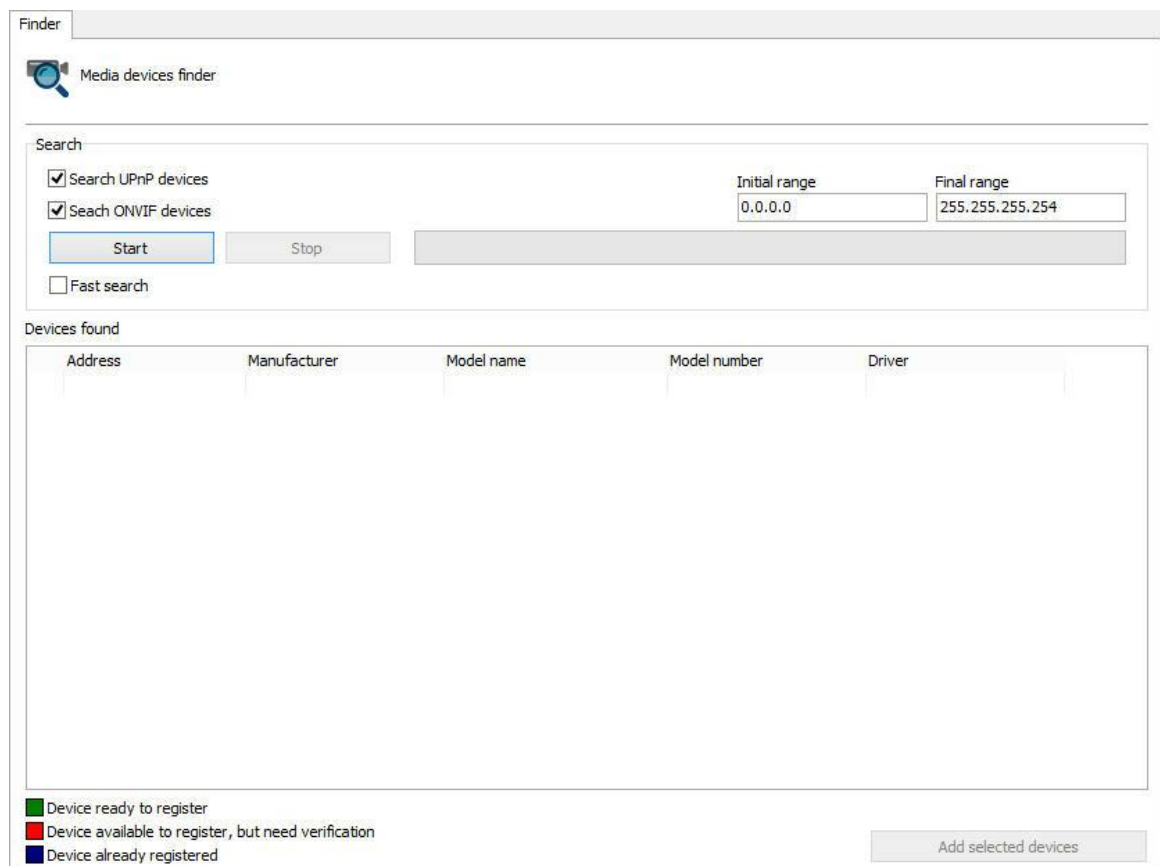 Finder
Media devices finder
Search
Search UPnP devices
Initial range
Final range
Seach ONVIF devices
0.0.0.0
255.255.255.254
Start
Stop
Fast search
Devices found
Address
Manufacturer
Model name
Model number
Driver
Device ready to register
Device available to register, but need verification
Device already registered
Add selected devices